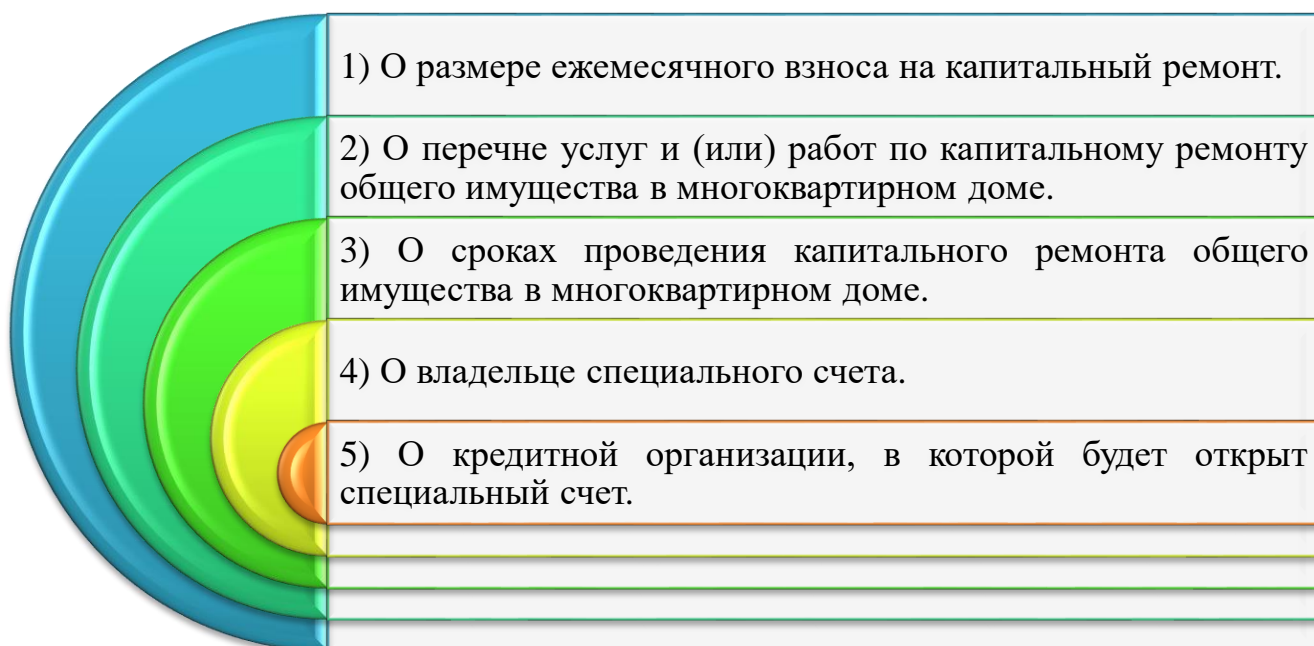 1) О размере ежемесячного взноса на капитальный ремонт.
2) О перечне услуг и (или) работ по капитальному ремонту
общего имущества в многоквартирном доме.
3) О сроках проведения капитального ремонта общего
имущества в многоквартирном доме.
4) О владельце специального счета.
5) О кредитной организации, в которой будет открыт
специальный счет.